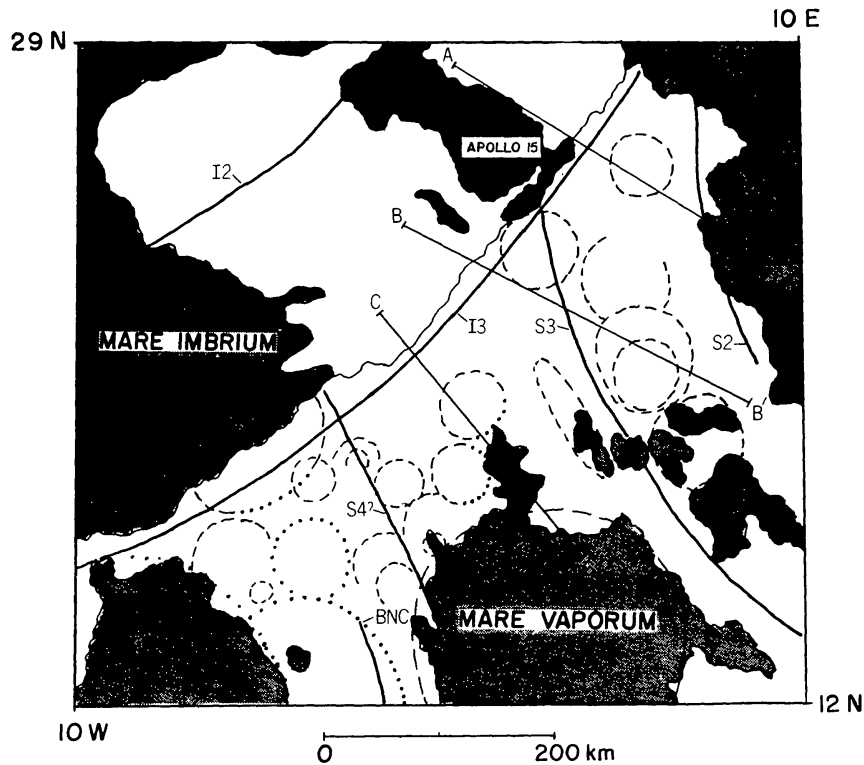 10 E
29 N
A
APOLLO 15
I2
B
C
MARE IMBRIUM
I3
S3
S2
B'
S4?
BNC
MARE VAPORUM
12 N
10 W
0
200 km